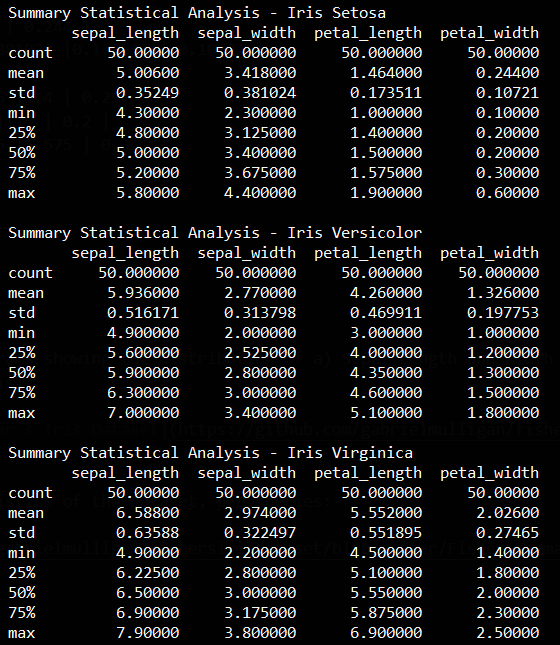 Summary Statistical Analysis - Iris Setosa
sepal_length sepal_width petal_length petal_width
count 50.00000 50.000000 50.000000 50.00000
mean 5.00600 3.418000 1.464000 0.24400
std 0.35249 0.381024 0.173511 0.10721
min 4.30000 2.300000 1.000000 0.10000
25% 4.80000 3.125000 1.400000 0.20000
50% 5.00000 3.400000 1.500000 0.20000
75% 5.20000 3.675000 1.575000 0.30000
max 5.80000 4.400000 1.900000 0.60000
Summary Statistical Analysis - Iris Versicolor
sepal_length sepal_width petal_length petal_width
count 50.000000 50.000000 50.000000 50.000000
mean 5.936000 2.770000 4.260000 1.326000
std 0.516171 0.313798 0.469911 0.197753
min 4.900000 2.000000 3.000000 1.000000
25% 5.600000 2.525000 4.000000 1.200000
50% 5.900000 2.800000 4.350000 1.300000
75% 6.300000 3.000000 4.600000 1.500000
max 7.000000 3.400000 5.100000 1.800000
Summary Statistical Analysis - Iris Virginica
sepal_length sepal_width petal_length petal_width
count 50.00000 50.000000 50.000000 50.00000
mean 6.58800 2.974000 5.552000 2.02600
std 0.63588 0.322497 0.551895 0.27465
min 4.90000 2.200000 4.500000 1.40000
25% 6.22500 2.800000 5.100000 1.80000
50% 6.50000 3.000000 5.550000 2.00000
75% 6.90000 3.175000 5.875000 2.30000
max 7.90000 3.800000 6.900000 2.50000